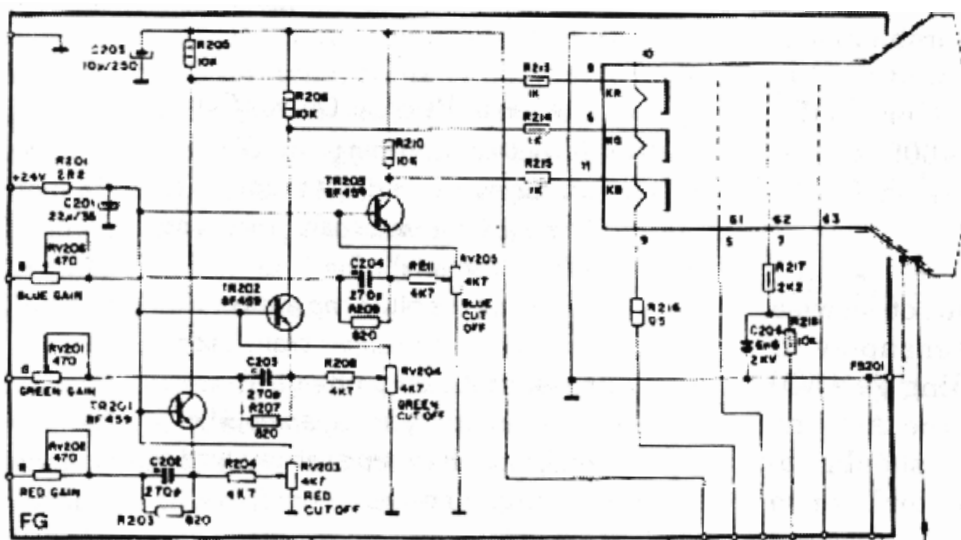 C205
10μ/250
R205
10K
R206
10K
R210
10K
R213
1K
R214
1K
R215
1K
8
6
11
10
KR
KG
KB
9
G1
5
G2
7
G3
+24V
R201
2R2
C201
22μ/35
TR203
BF459
RV206
470
B
BLUE GAIN
TR202
BF459
C204
270p
R209
820
R211
4K7
RV205
4K7
BLUE
CUT
OFF
R217
2K2
R216
C206
6n8
2KV
R218
10K
FS201
RV201
470
G
GREEN GAIN
C203
270p
R207
820
R208
4K7
RV204
4K7
GREEN
CUT OFF
TR201
BF459
RV202
470
R
RED GAIN
C202
270p
R203
820
R204
4K7
RV203
4K7
RED
CUT OFF
FG